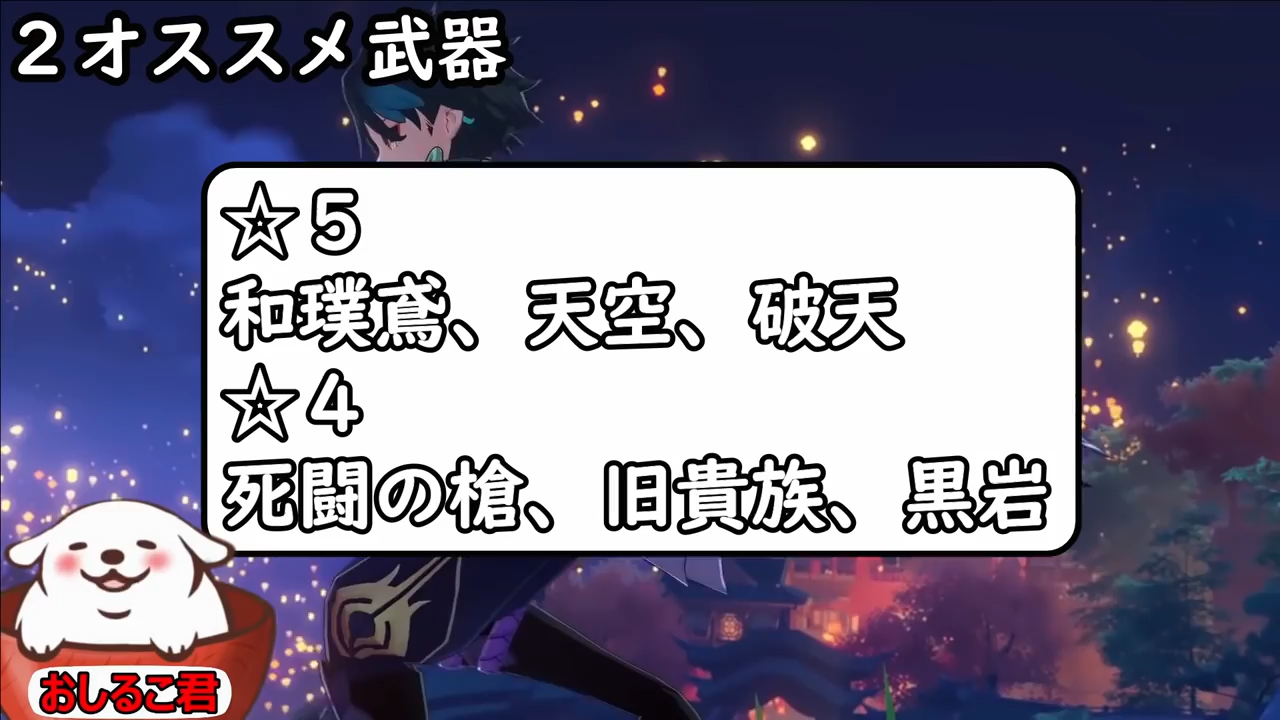 ２オススメ武器
☆５
和璞鳶、天空、破天
☆４
死闘の槍、旧貴族、黒岩
おしるこ君